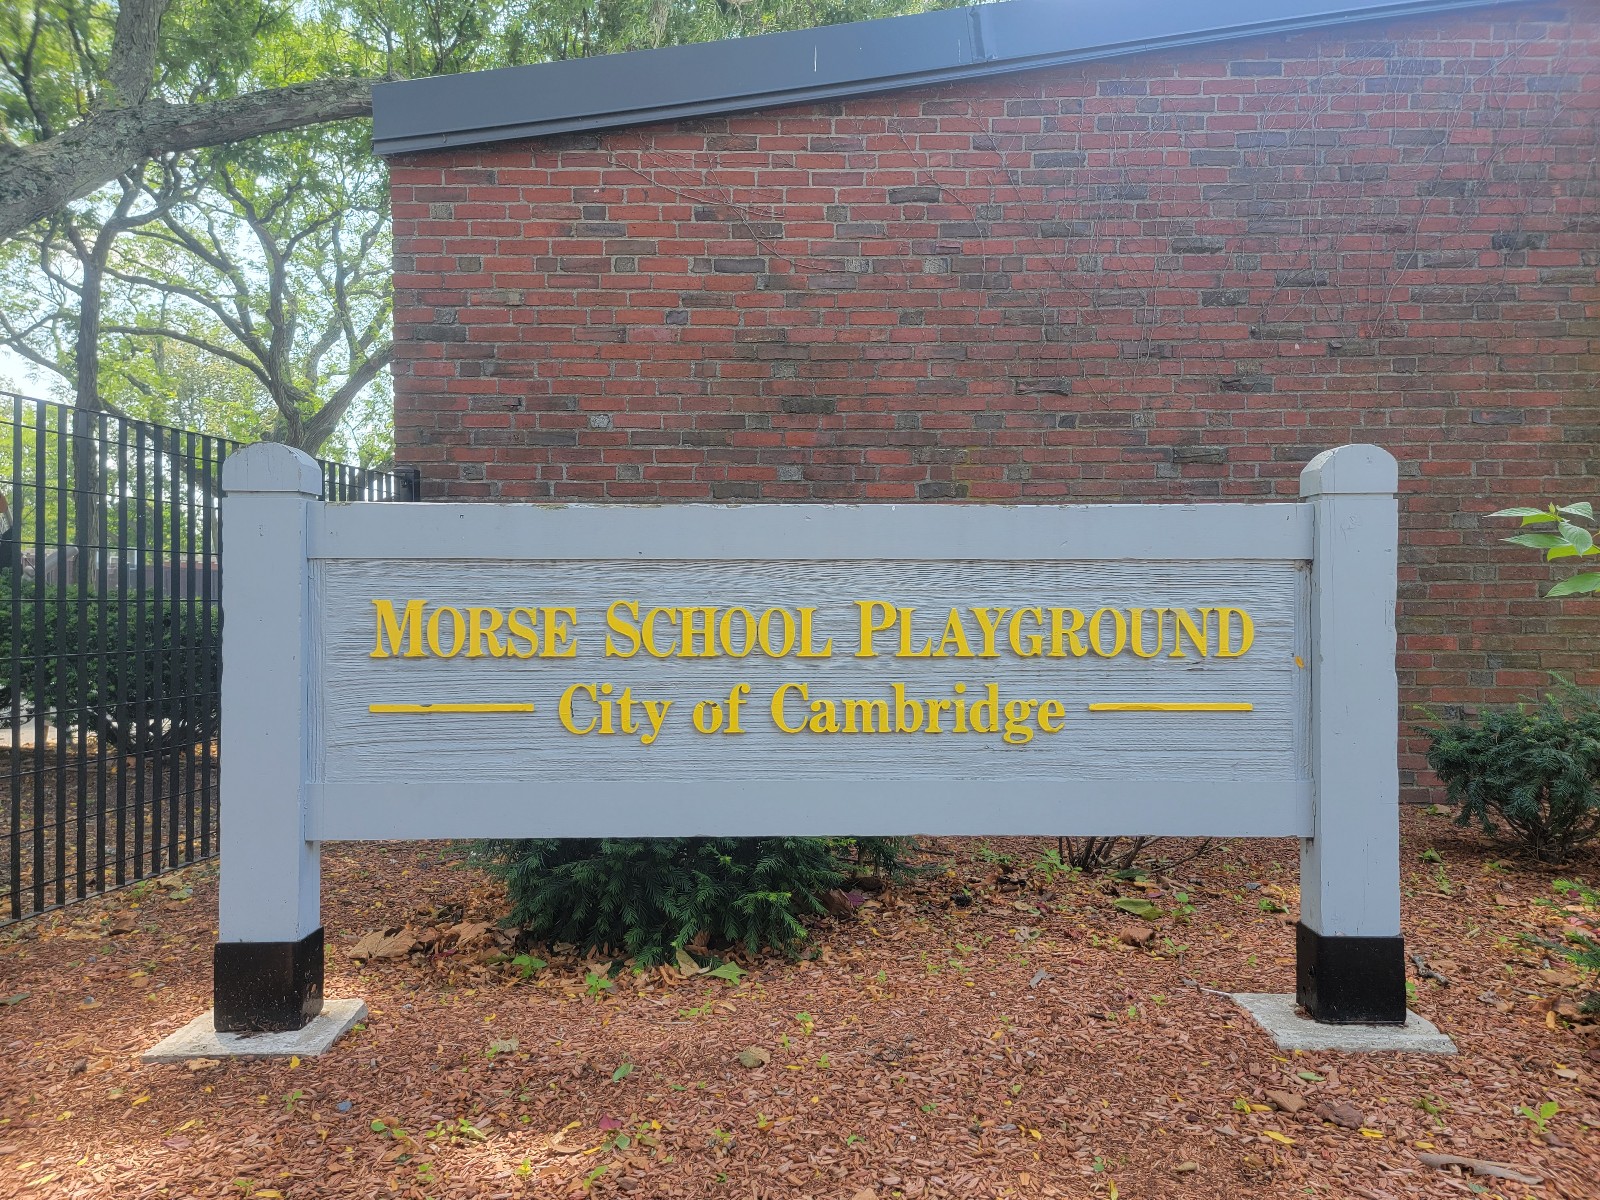 MORSE SCHOOL PLAYGROUND
City of Cambridge